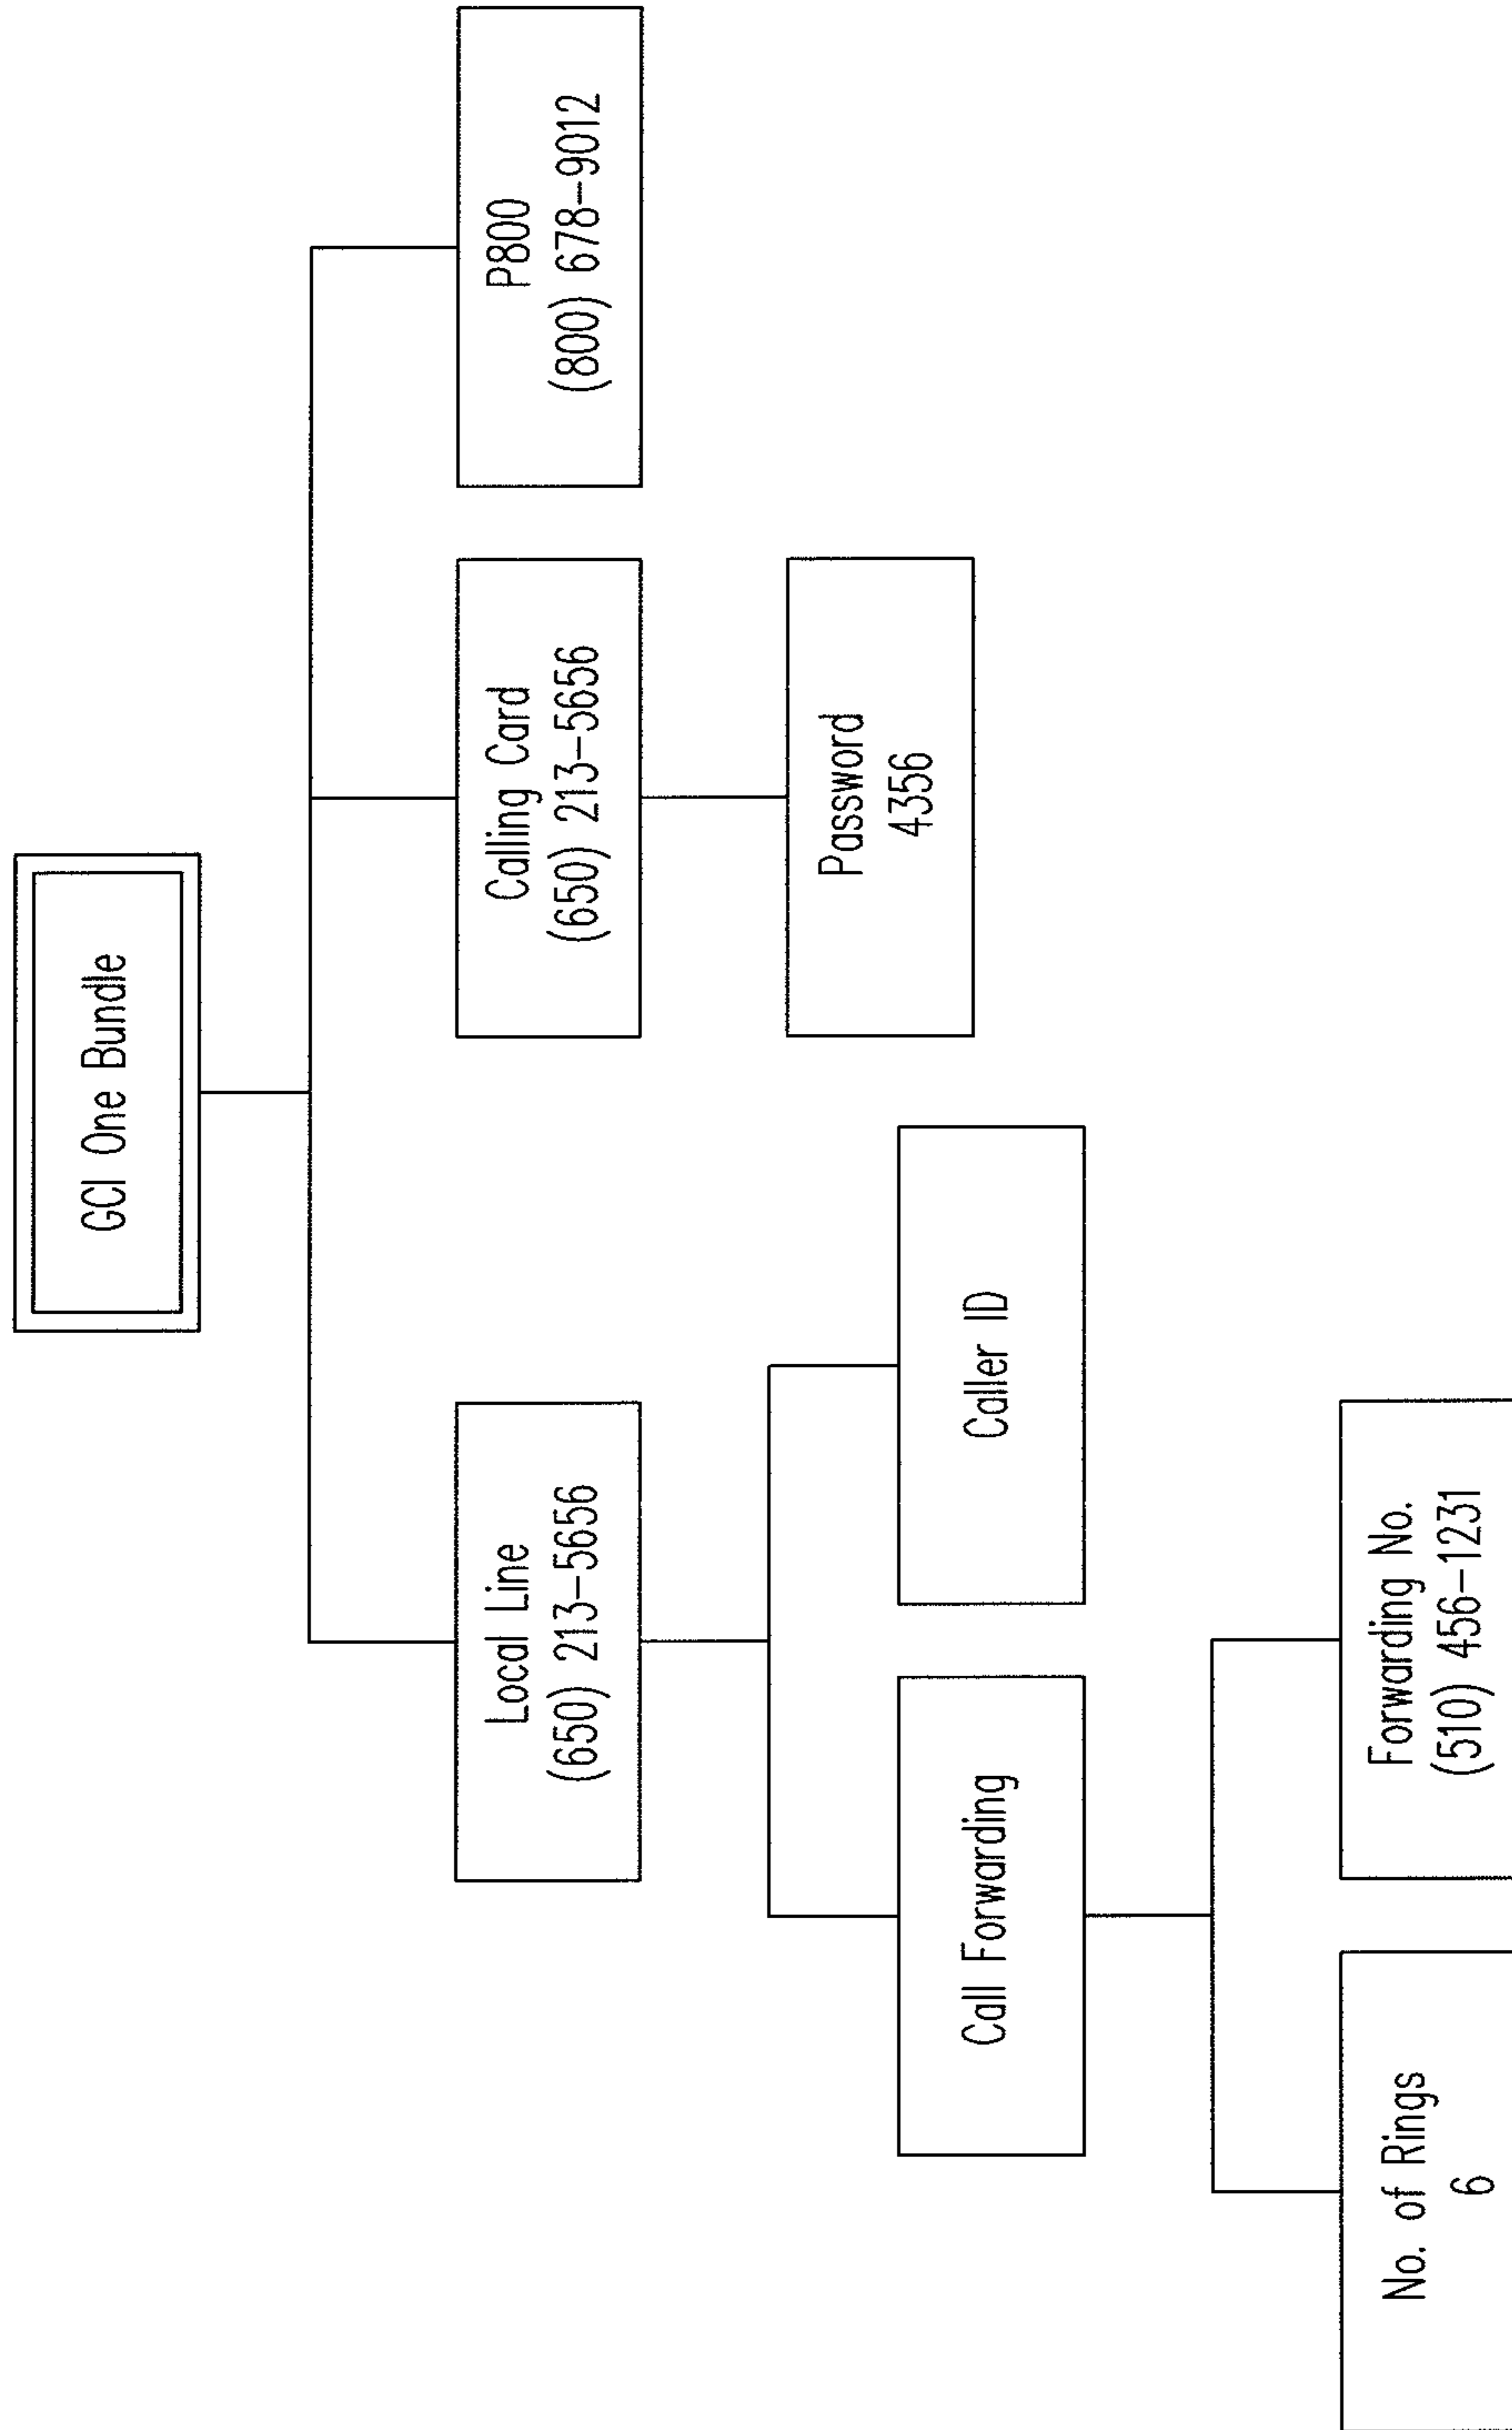 GCI One Bundle
Local Line
(650) 213-5656
Calling Card
(650) 213-5656
P800
(800) 678-9012
Call Forwarding
Caller ID
Password
4356
No. of Rings
6
Forwarding No.
(510) 456-1231